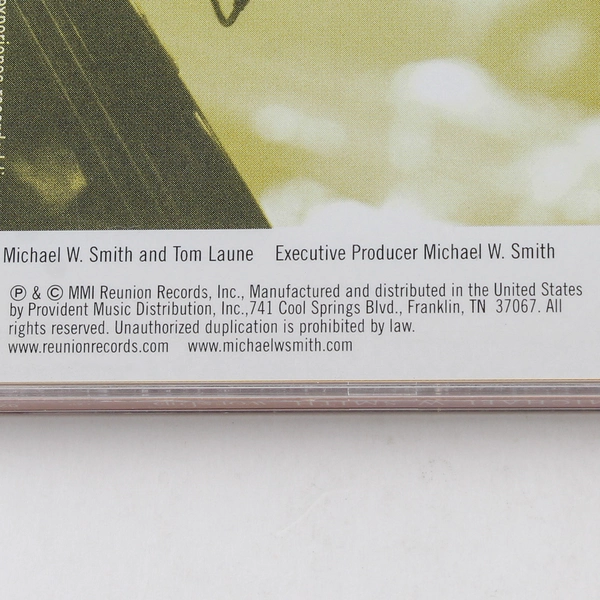 Michael W. Smith and Tom Laune Executive Producer Michael W. Smith
Ⓟ & © MMI Reunion Records, Inc., Manufactured and distributed in the United States
by Provident Music Distribution, Inc.,741 Cool Springs Blvd., Franklin, TN 37067. All
rights reserved. Unauthorized duplication is prohibited by law.
www.reunionrecords.com www.michaelwsmith.com